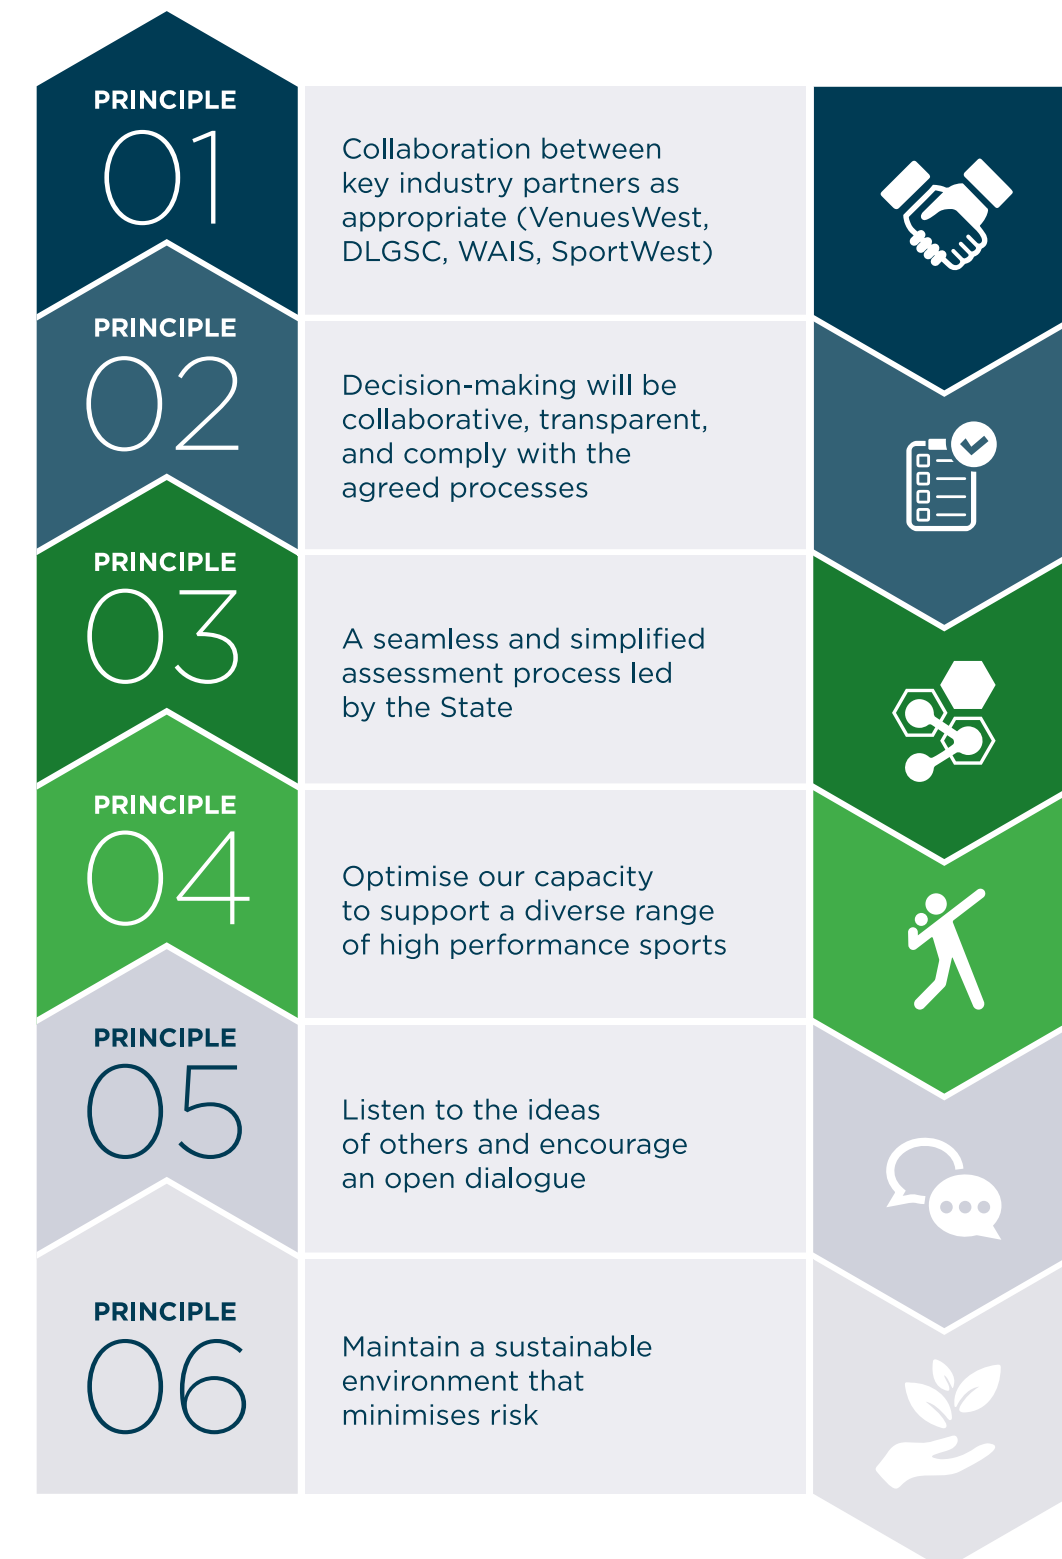 PRINCIPLE
01
Collaboration between
key industry partners as
appropriate (VenuesWest,
DLGSC, WAIS, SportWest)
PRINCIPLE
02
Decision-making will be
collaborative, transparent,
and comply with the
agreed processes
PRINCIPLE
03
A seamless and simplified
assessment process led
by the State
PRINCIPLE
04
Optimise our capacity
to support a diverse range
of high performance sports
PRINCIPLE
05
Listen to the ideas
of others and encourage
an open dialogue
PRINCIPLE
06
Maintain a sustainable
environment that
minimises risk